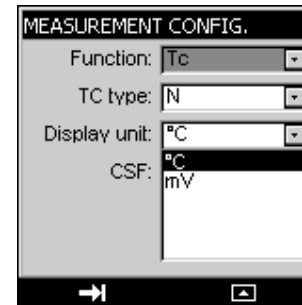 MEASUREMENT CONFIG.
Function: Tc
TC type: N
Display unit: °C
CSF: °C
mV